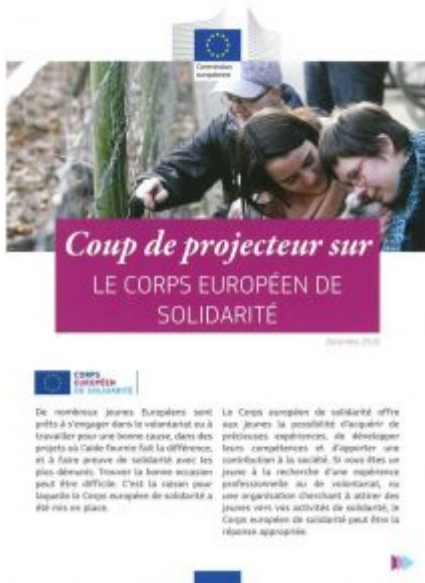 Commission
européenne
Coup de projecteur sur
LE CORPS EUROPÉEN DE
SOLIDARITÉ
CORPS
EUROPÉEN
DE SOLIDARITÉ
De nombreux jeunes Européens sont
prêts à s'engager dans le volontariat ou à
travailler pour une bonne cause, dans des
projets où l'aide fournie fait la différence,
et à faire preuve de solidarité avec les
plus démunis. Trouver la bonne occasion
peut être difficile. C'est la raison pour
laquelle le Corps européen de solidarité a
été mis en place.
Le Corps européen de solidarité offre
aux jeunes la possibilité d'acquérir de
précieuses expériences, de développer
leurs compétences et d'apporter une
contribution à la société. Si vous êtes un
jeune à la recherche d'une expérience
professionnelle ou de volontariat, ou
une organisation cherchant à attirer des
jeunes vers vos activités de solidarité, le
Corps européen de solidarité peut être la
réponse appropriée.